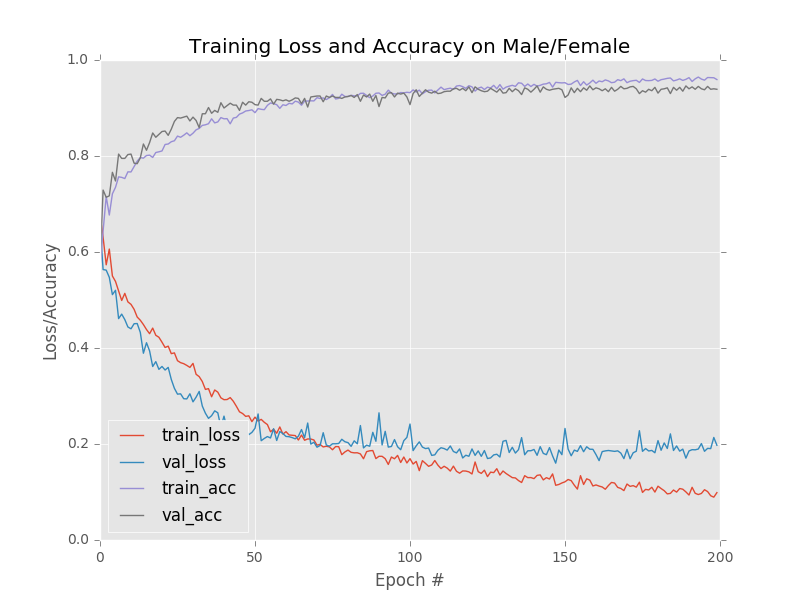 Training Loss and Accuracy on Male/Female
1.0
0.8
0.6
0.4
0.2
0.0
Loss/Accuracy
train_loss
val_loss
train_acc
val_acc
0 50 100 150 200
Epoch #